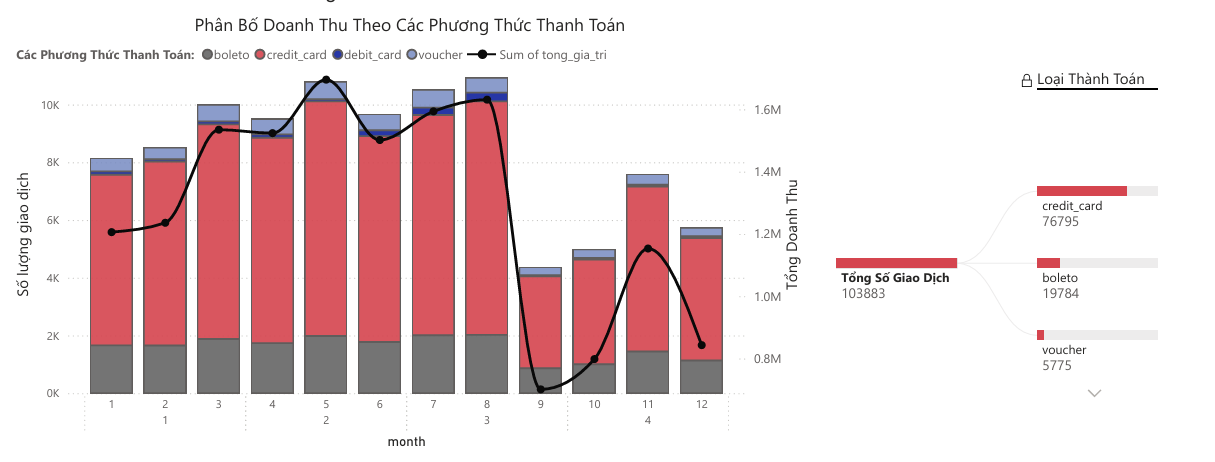 Phân Bố Doanh Thu Theo Các Phương Thức Thanh Toán
Các Phương Thức Thanh Toán: boleto credit_card debit_card voucher Sum of tong_gia_tri
Số lượng giao dịch
10K
8K
6K
4K
2K
0K
1.6M
1.4M
1.2M
1.0M
0.8M
Tổng Doanh Thu
1 2 3 4 5 6 7 8 9 10 11 12
1 2 3 4
month
Loại Thành Toán
Tổng Số Giao Dịch
103883
credit_card
76795
boleto
19784
voucher
5775